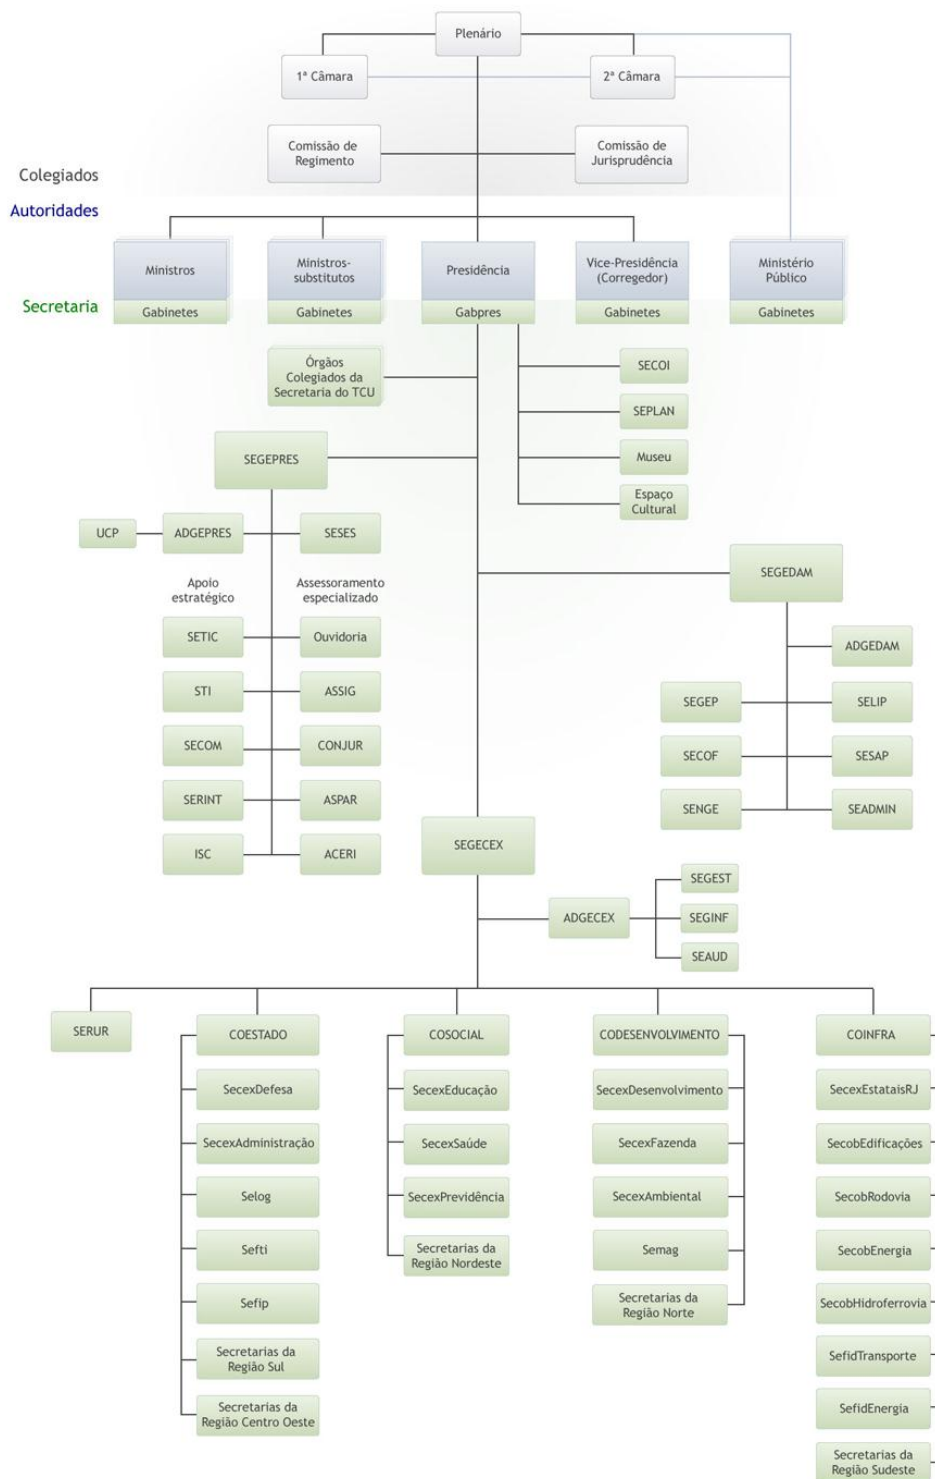 Plenário
1ª Câmara
2ª Câmara
Comissão de
Regimento
Comissão de
Jurisprudência
Colegiados
Autoridades
Ministros
Gabinetes
Ministros-
substitutos
Gabinetes
Presidência
Gabpres
Vice-Presidência
(Corregedor)
Gabinetes
Ministério
Público
Gabinetes
Secretaria
Órgãos
Colegiados da
Secretaria do TCU
SECOI
SEPLAN
Museu
Espaço
Cultural
SEGEPRES
UCP
ADGEPRES
SESES
Apoio
estratégico
Assessoramento
especializado
SETIC
Ouvidoria
STI
ASSIG
SECOM
CONJUR
SERINT
ASPAR
ISC
ACERI
SEGEDAM
ADGEDAM
SEGEP
SELIP
SECOF
SESAP
SENGE
SEADMIN
SEGECEX
ADGECEX
SEGEST
SEGINF
SEAUD
SERUR
COESTADO
SecexDefesa
SecexAdministração
Selog
Sefti
Sefip
Secretarias da
Região Sul
Secretarias da
Região Centro Oeste
COSOCIAL
SecexEducação
SecexSaúde
SecexPrevidência
Secretarias da
Região Nordeste
CODESENVOLVIMENTO
SecexDesenvolvimento
SecexFazenda
SecexAmbiental
Semag
Secretarias da
Região Norte
COINFRA
SecexEstataisRJ
SecobEdificações
SecobRodovia
SecobEnergia
SecobHidroferrovia
SefidTransporte
SefidEnergia
Secretarias da
Região Sudeste